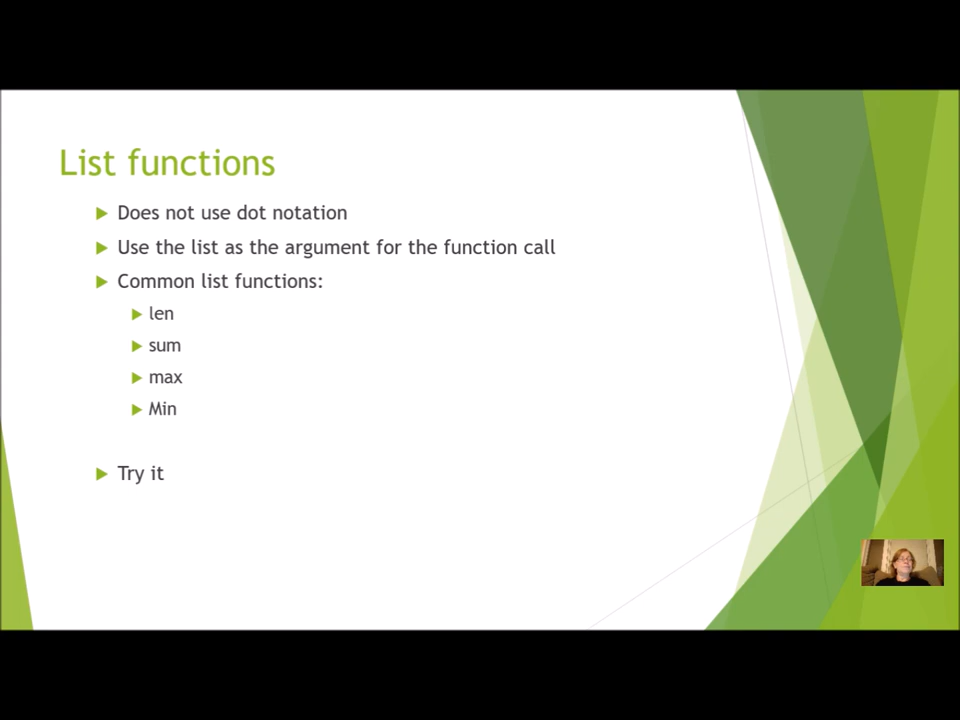 List functions
Does not use dot notation
Use the list as the argument for the function call
Common list functions:
len
sum
max
Min
Try it